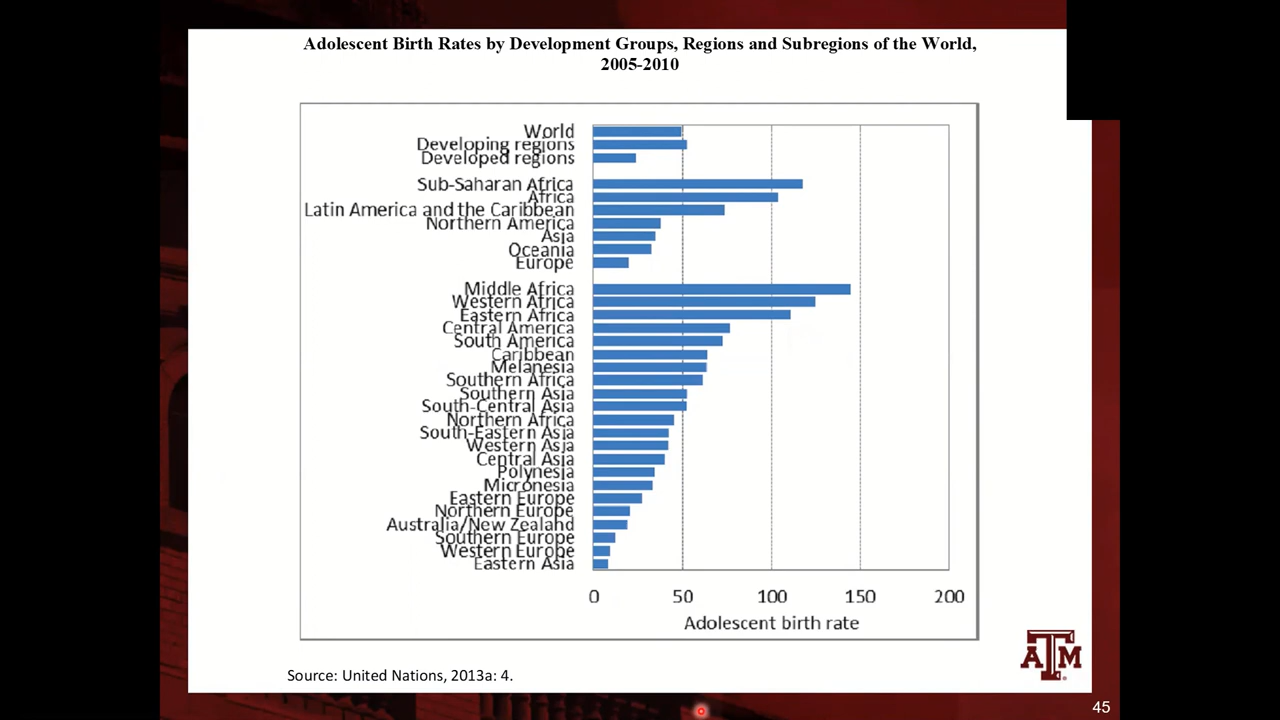 Adolescent Birth Rates by Development Groups, Regions and Subregions of the World,
2005-2010
World
Developing regions
Developed regions
Sub-Saharan Africa
Africa
Latin America and the Caribbean
Northern America
Asia
Oceania
Europe
Middle Africa
Western Africa
Eastern Africa
Central America
South America
Caribbean
Melanesia
Southern Africa
Southern Asia
South-Central Asia
Northern Africa
South-Eastern Asia
Western Asia
Central Asia
Polynesia
Micronesia
Eastern Europe
Northern Europe
Australia/New Zealand
Southern Europe
Western Europe
Eastern Asia
0 50 100 150 200
Adolescent birth rate
Source: United Nations, 2013a: 4.
ATM
45